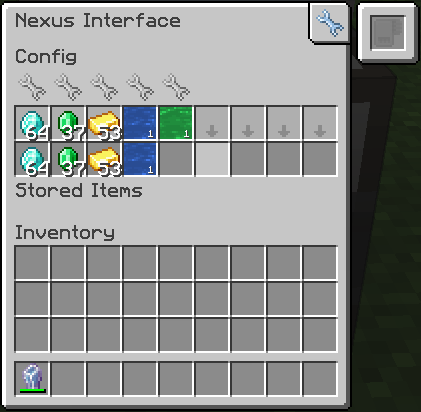 Nexus Interface
Config
64 37 53 1 1
64 37 53 1
Stored Items
Inventory